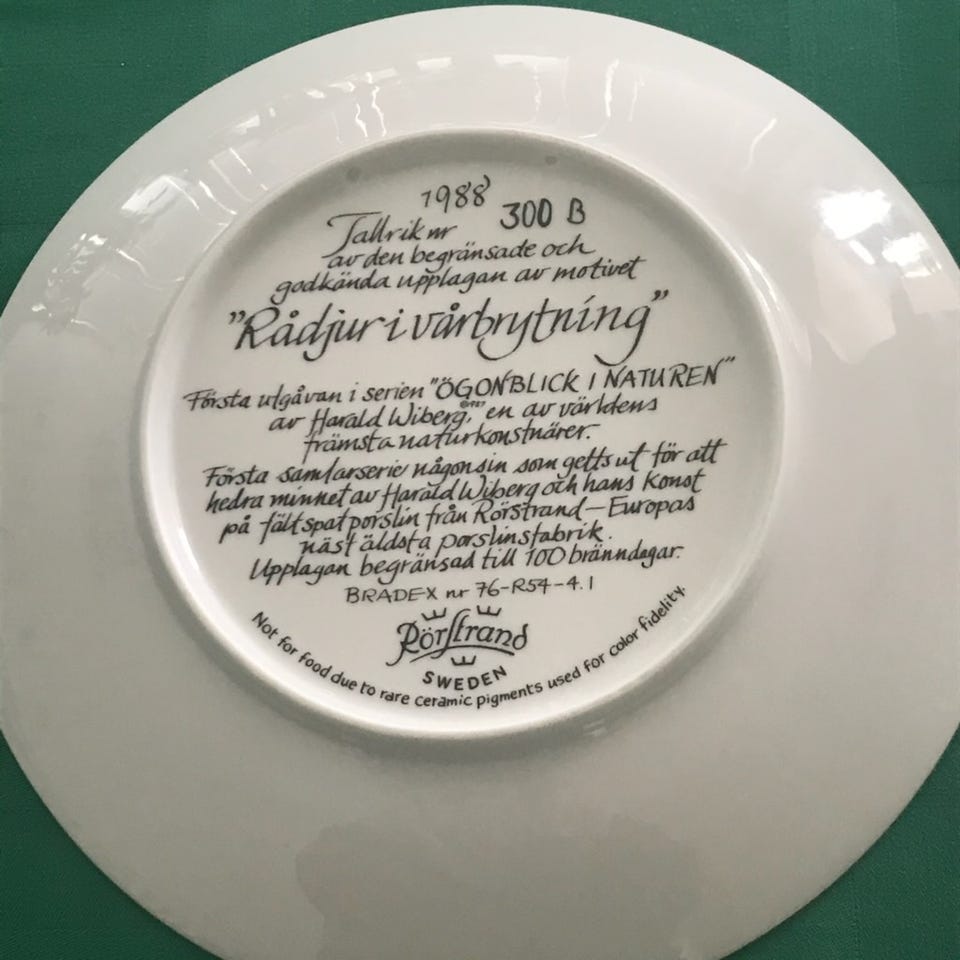 1988
Tallrik nr 300 B
av den begränsade och
godkända upplagan av motivet
"Rådjur i vårbrytning"
Första utgåvan i serien "ÖGONBLICK I NATUREN"
av Harald Wiberg, ©1987 en av världens
främsta naturkonstnärer.
Första samlarserie någonsin som getts ut för att
hedra minnet av Harald Wiberg och hans konst
på fältspatporslin från Rörstrand – Europas
näst äldsta porslinsfabrik.
Upplagan begränsad till 100 bränndagar.
BRADEX nr 76-R54-4.1
Rörstrand
SWEDEN
Not for food due to rare ceramic pigments used for color fidelity.